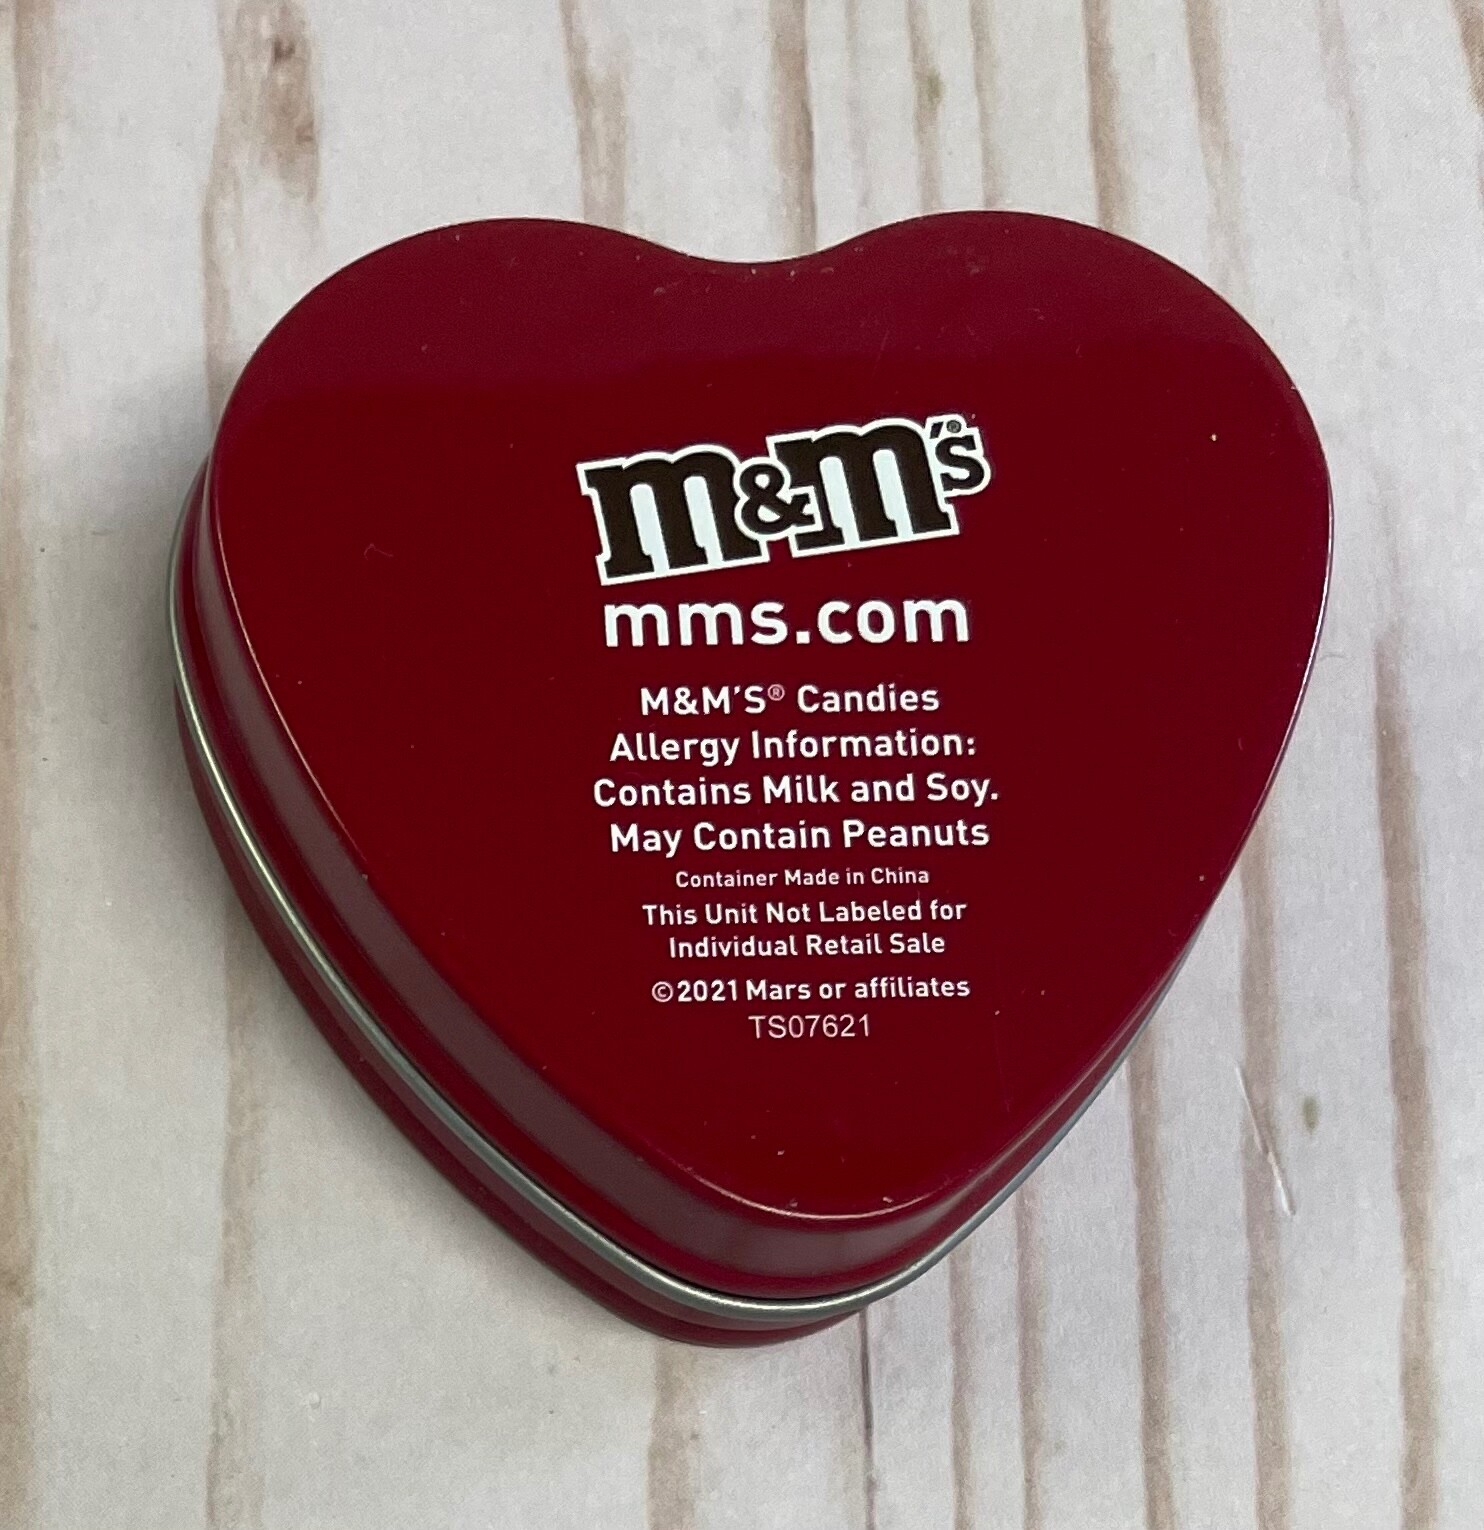 m&m's®
mms.com
M&M'S® Candies
Allergy Information:
Contains Milk and Soy.
May Contain Peanuts
Container Made in China
This Unit Not Labeled for
Individual Retail Sale
©2021 Mars or affiliates
TS07621